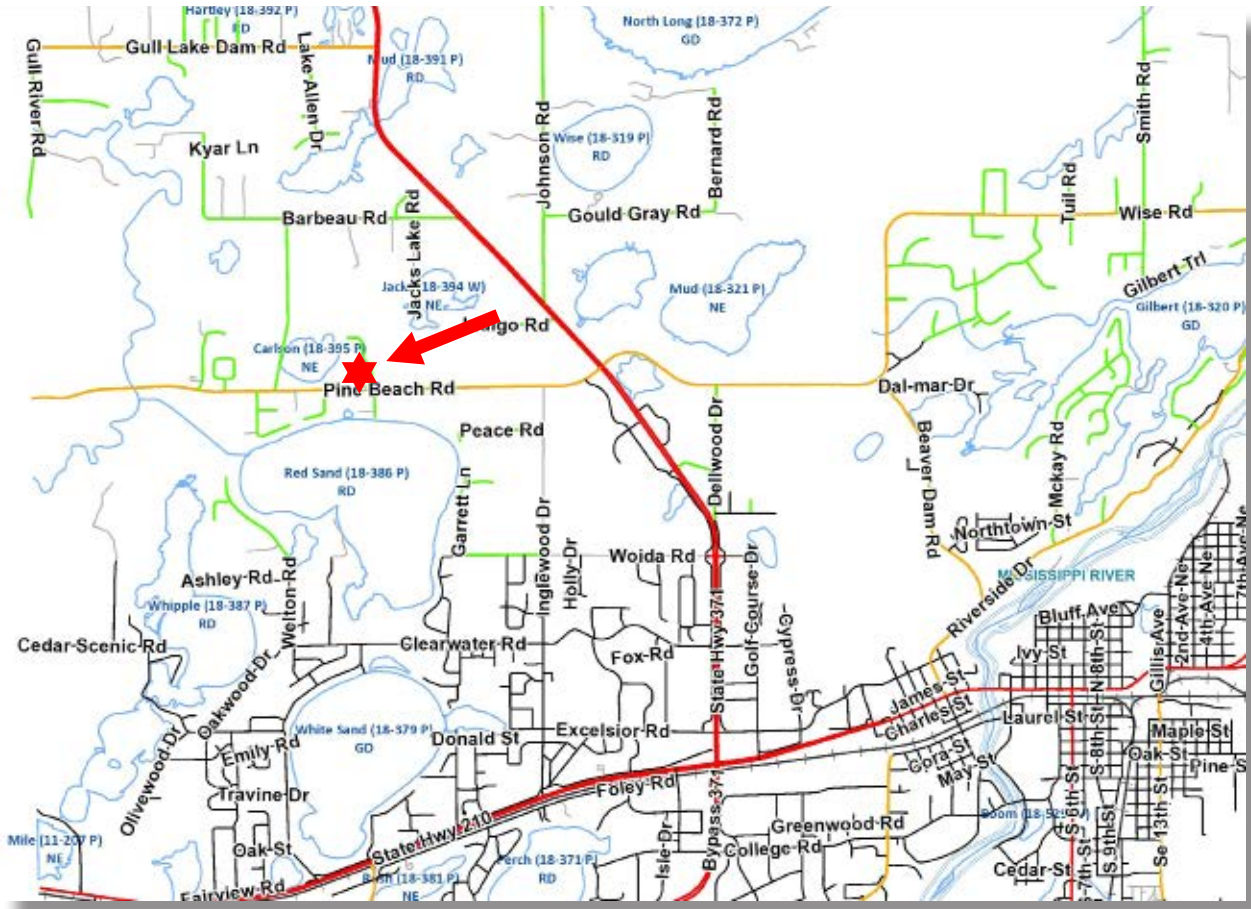 Hartley (18-392 P)
RD
North Long (18-372 P)
GD
Gull Lake Dam Rd
Mud (18-391 P)
RD
Gull River Rd
Lake Allen Dr
Smith Rd
Kyar Ln
Johnson Rd
Wise (18-319 P)
RD
Bernard Rd
Barbeau Rd
Jacks Lake Rd
Gould Gray Rd
Tuil Rd
Wise Rd
Gilbert Trl
Mud (18-321 P)
NE
Gilbert (18-320 P)
GD
(18-394 W)
NE
Rd
Carlson (18-395 P)
NE
Pine Beach Rd
Dal-mar-Dr
Peace Rd
Dellwood Dr
Beaver Dam Rd
Mckay Rd
Red Sand (18-386 P)
RD
Garrett Ln
Inglewood Dr
Holly-Dr
Northtown-St
Woida Rd
Ashley-Rd
Welton-Rd
Golf-Course-Dr
Cypress-Dr
Riverside-Dr
MISSISSIPPI RIVER
Whipple (18-387 P)
RD
Bluff Ave
Cedar-Scenic-Rd
Clearwater-Rd
Fox-Rd
Ivy-St
N-8th-St
Gillis Ave
2nd-Ave-Ne
4th-Ave-Ne
7th-Ave-Ne
State Hwy-371
Oakwood-Dr
White Sand (18-379 P)
GD
Donald St
Excelsior-Rd
James-St
Charles-St
Laurel-St
Maple-St
Emily-Rd
Olivewood-Dr
Cora-St
May-St
S-8th-St
Oak-St
Pine-S
Travine-Dr
Foley-Rd
Bypass-371
S-6th-St
Se 13th-St
Mile (11-207 P)
NE
Oak-St
State Hwy-210
Perch (18-371 P)
RD
Isle-Dr
Greenwood-Rd
College-Rd
S-9th-St
Cedar-St
S-7th-St
Fairview-Rd
(18-381 P)
NE